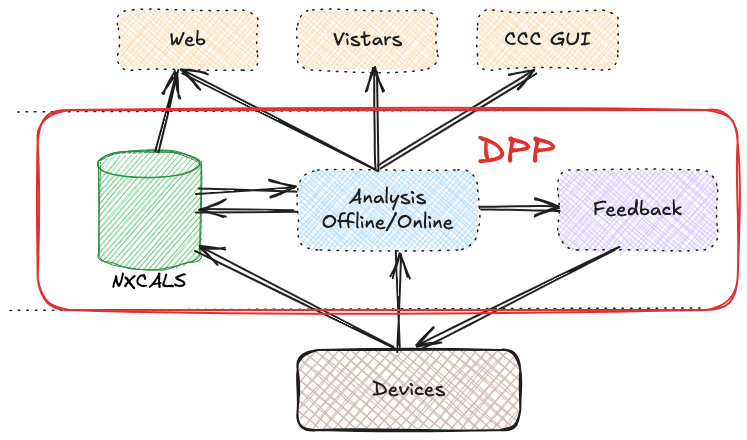 Web
Vistars
CCC GUI
DPP
Analysis
Offline/Online
Feedback
NXCALS
Devices